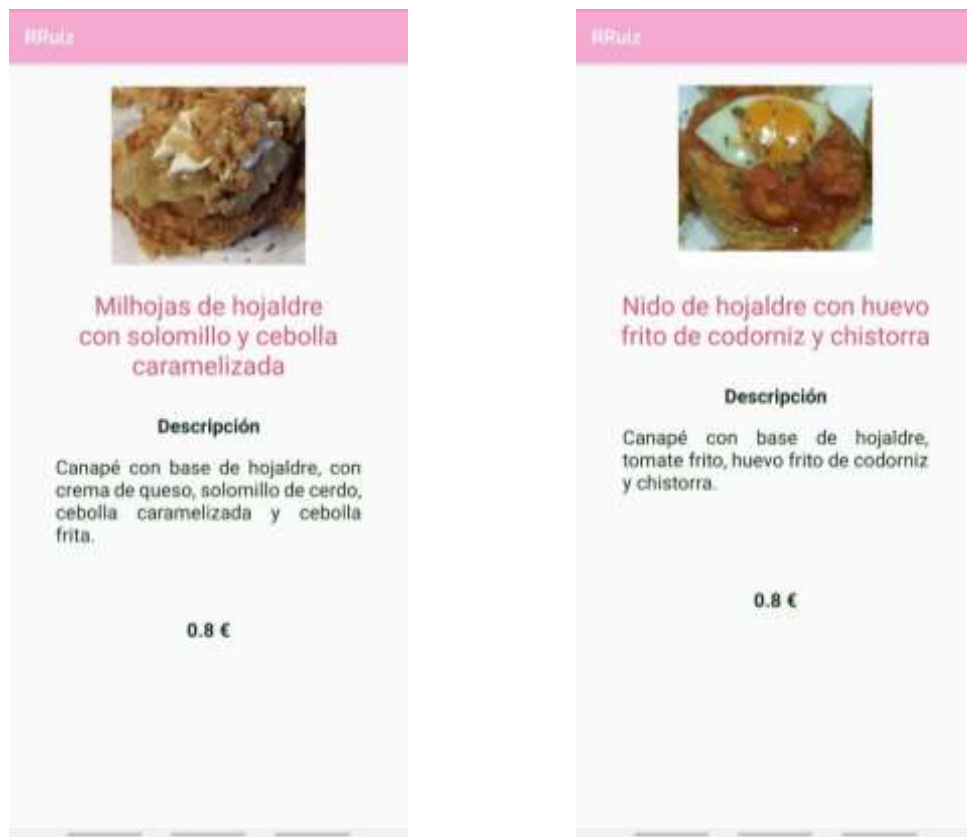 RRuiz
Milhojas de hojaldre
con solomillo y cebolla
caramelizada
Descripción
Canapé con base de hojaldre, con
crema de queso, solomillo de cerdo,
cebolla caramelizada y cebolla
frita.
0.8 €
RRuiz
Nido de hojaldre con huevo
frito de codorniz y chistorra
Descripción
Canapé con base de hojaldre,
tomate frito, huevo frito de codorniz
y chistorra.
0.8 €